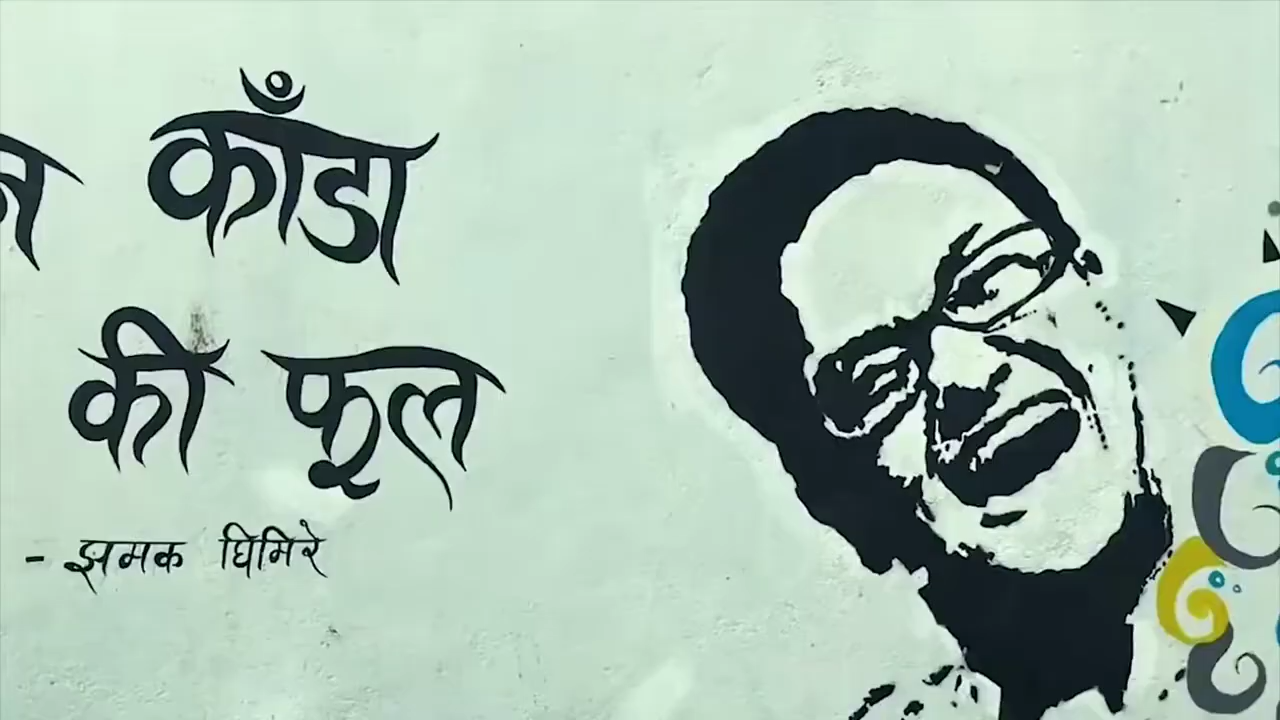 काँडा
की फूल
- झमक घिमिरे